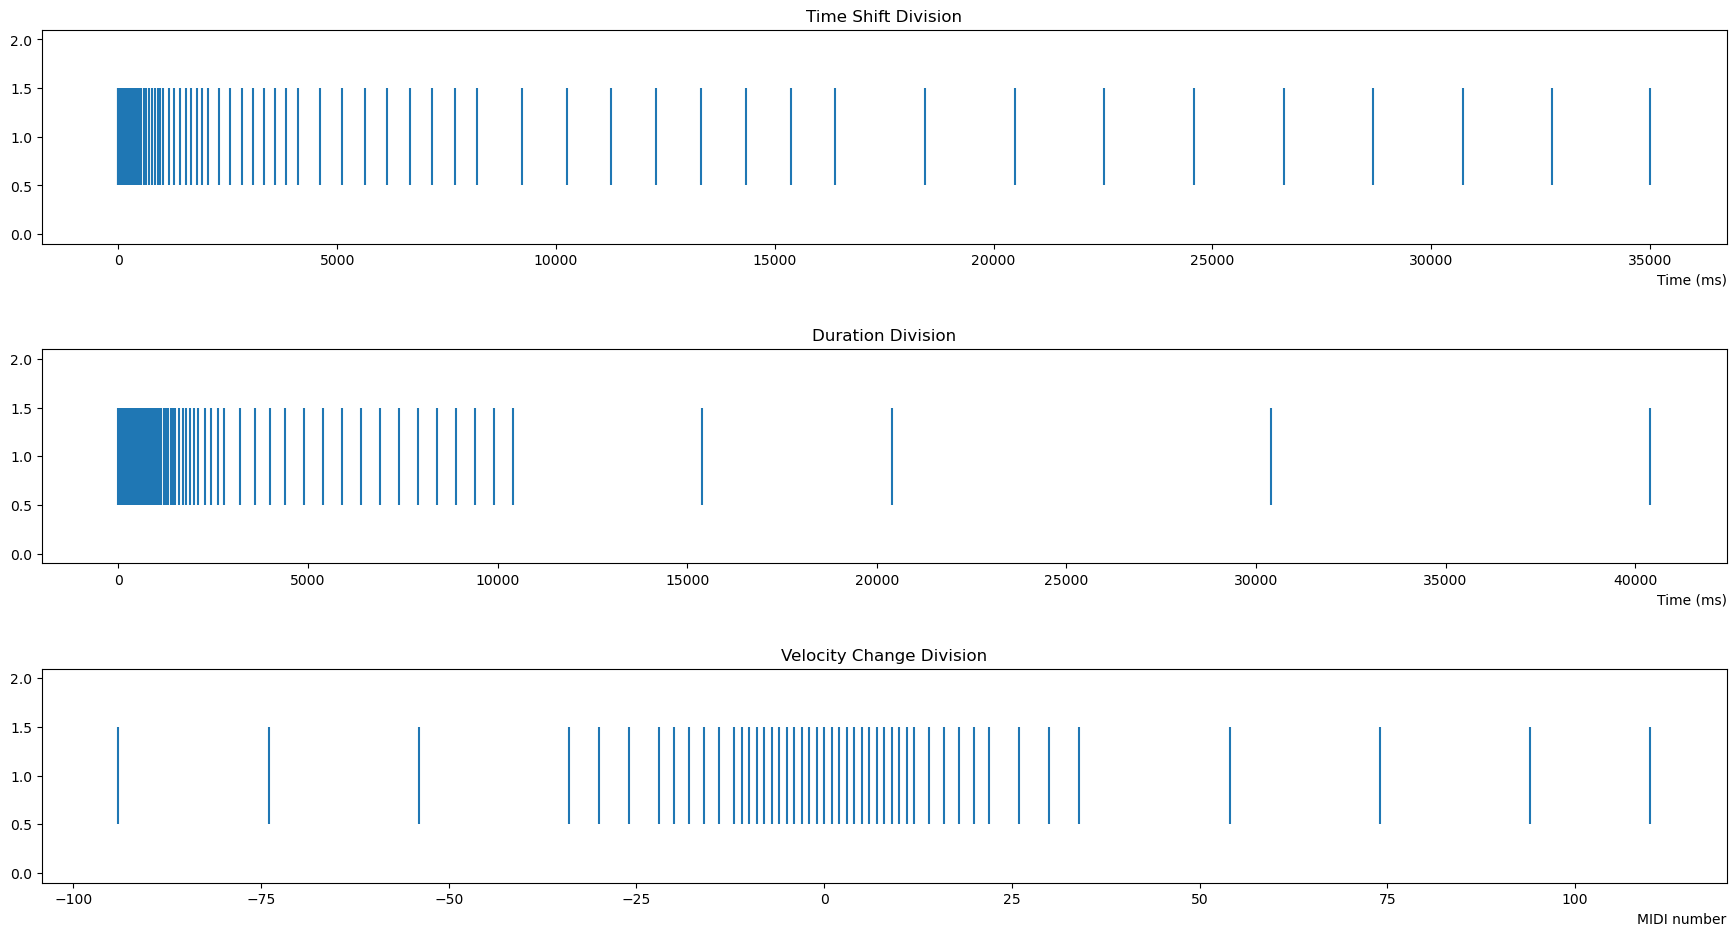 Time Shift Division
2.0
1.5
1.0
0.5
0.0
0 5000 10000 15000 20000 25000 30000 35000
Time (ms)
Duration Division
2.0
1.5
1.0
0.5
0.0
0 5000 10000 15000 20000 25000 30000 35000 40000
Time (ms)
Velocity Change Division
2.0
1.5
1.0
0.5
0.0
−100 −75 −50 −25 0 25 50 75 100
MIDI number